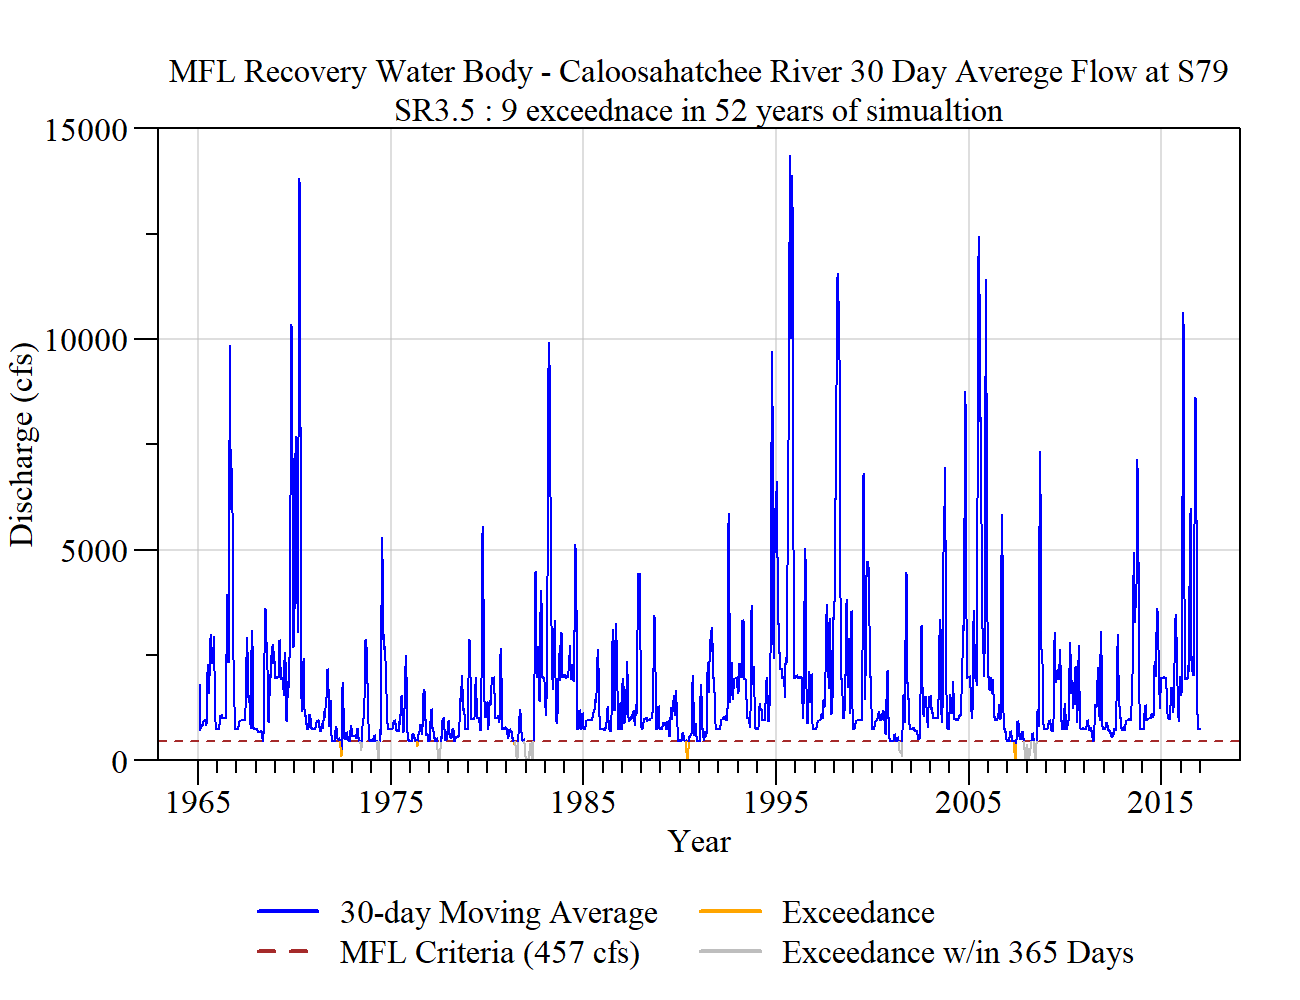 MFL Recovery Water Body - Caloosahatchee River 30 Day Averege Flow at S79
SR3.5 : 9 exceednace in 52 years of simualtion
15000
10000
5000
0
Discharge (cfs)
1965 1975 1985 1995 2005 2015
Year
30-day Moving Average
Exceedance
MFL Criteria (457 cfs)
Exceedance w/in 365 Days